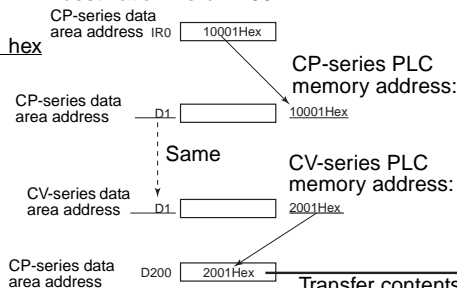 CP-series data
area address IR0 10001Hex
hex
CP-series PLC
memory address:
CP-series data
area address D1 10001Hex
Same
CV-series PLC
memory address:
CV-series data
area address D1 2001Hex
CP-series data
area address D200 2001Hex
Transfer contents